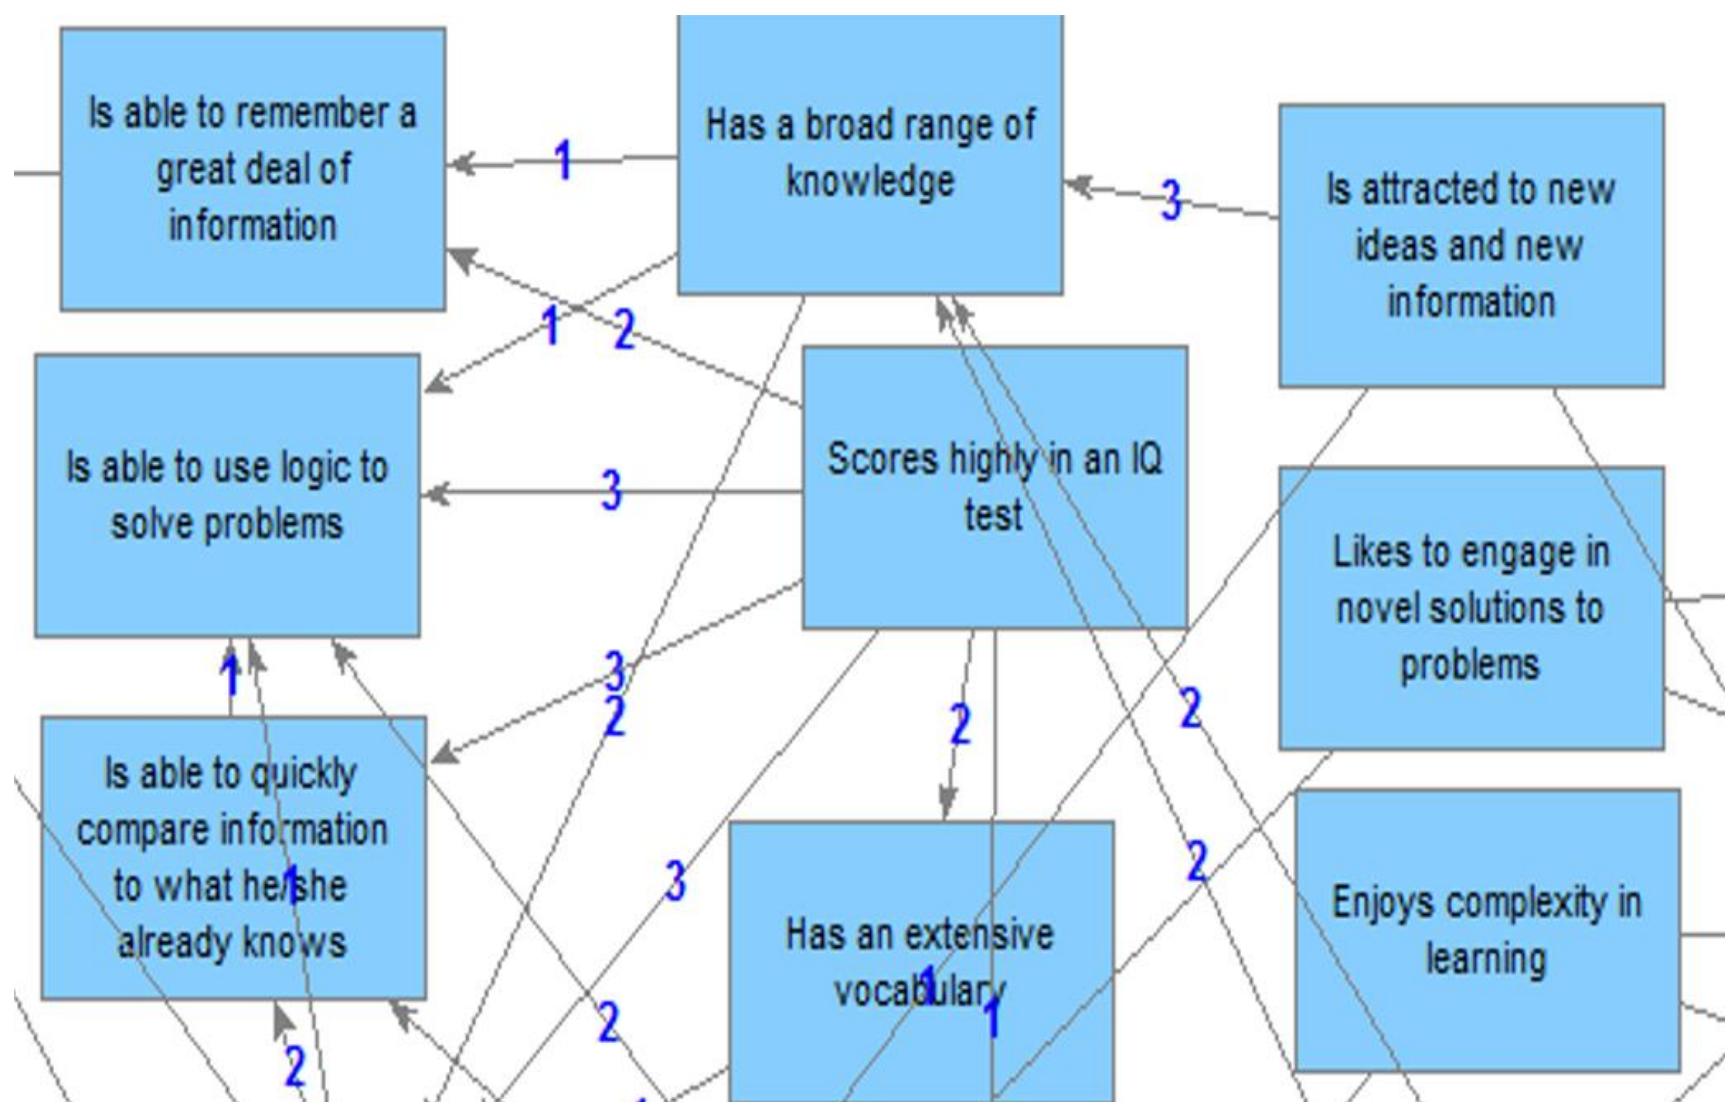 Is able to remember a
great deal of
information
1
Has a broad range of
knowledge
3
Is attracted to new
ideas and new
information
1
2
Is able to use logic to
solve problems
3
Scores highly in an IQ
test
Likes to engage in
novel solutions to
problems
1
3
2
2
2
Is able to quickly
compare information
to what he/she
already knows
1
3
2
Has an extensive
vocabulary
1
1
Enjoys complexity in
learning
2
2